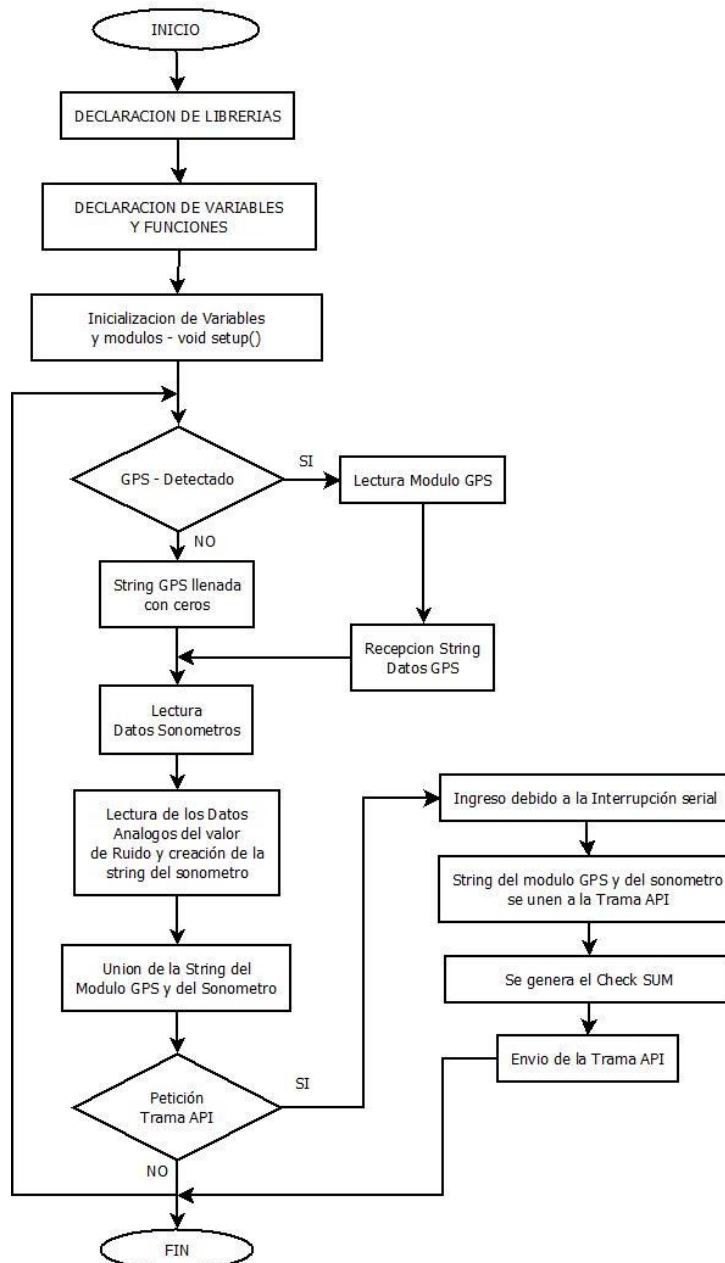 INICIO
DECLARACION DE LIBRERIAS
DECLARACION DE VARIABLES
Y FUNCIONES
Inicializacion de Variables
y modulos - void setup()
GPS - Detectado
SI
Lectura Modulo GPS
NO
String GPS llenada
con ceros
Recepcion String
Datos GPS
Lectura
Datos Sonometros
Lectura de los Datos
Analogos del valor
de Ruido y creación de la
string del sonometro
Union de la String del
Modulo GPS y del Sonometro
Petición
Trama API
SI
Ingreso debido a la Interrupción serial
String del modulo GPS y del sonometro
se unen a la Trama API
Se genera el Check SUM
Envio de la Trama API
NO
FIN